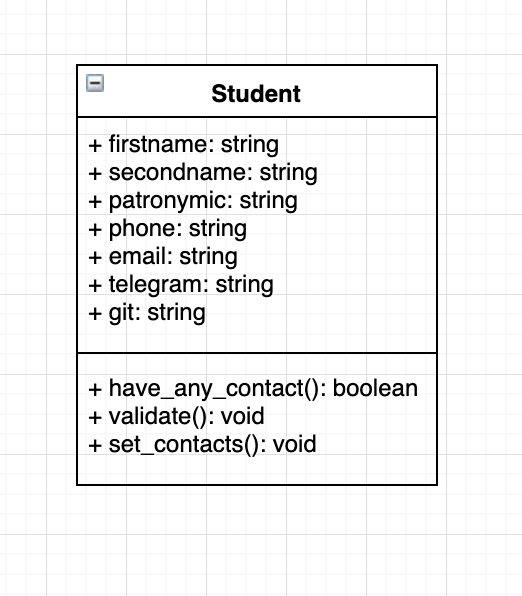 Student
+ firstname: string
+ secondname: string
+ patronymic: string
+ phone: string
+ email: string
+ telegram: string
+ git: string
+ have_any_contact(): boolean
+ validate(): void
+ set_contacts(): void